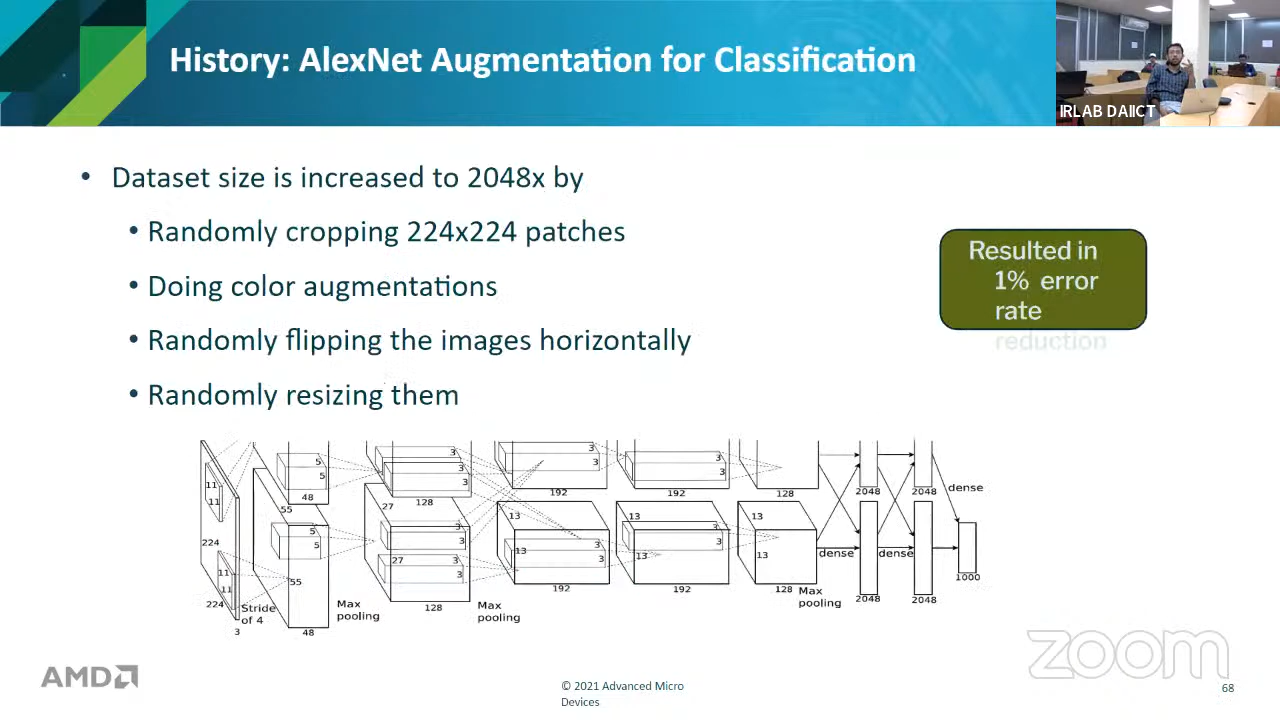 History: AlexNet Augmentation for Classification
IRLAB DAIICT
• Dataset size is increased to 2048x by
• Randomly cropping 224x224 patches
• Doing color augmentations
• Randomly flipping the images horizontally
• Randomly resizing them
Resulted in
1% error
rate
reduction
11
11
5
5
48
55
3
3
128
27
3
3
192
13
3
3
192
13
128
13
2048
2048
dense
224
11
11
224
3
Stride
of 4
55
5
5
48
Max
pooling
27
3
3
3
3
128
Max
pooling
13
3
3
192
13
3
3
192
13
128
Max
pooling
dense
dense
2048
2048
1000
zoom
AMD
© 2021 Advanced Micro
Devices
68